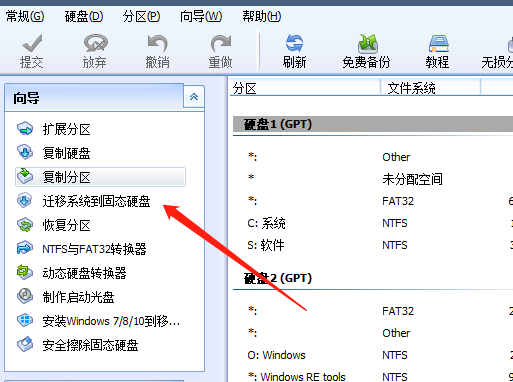 常规(G) 硬盘(D) 分区(P) 向导(W) 帮助(H)
提交 放弃 撤销 重做 刷新 免费备份 教程 无损分
向导
扩展分区
复制硬盘
复制分区
迁移系统到固态硬盘
恢复分区
NTFS与FAT32转换器
动态硬盘转换器
制作启动光盘
安装Windows 7/8/10到移...
安全擦除固态硬盘
分区 文件系统
硬盘1 (GPT)
*: Other
* 未分配空间
*: FAT32 6
C: 系统 NTFS
S: 软件 NTFS 3
硬盘2 (GPT)
*: FAT32 2
*: Other
O: Windows NTFS
*: Windows RE tools NTFS 9